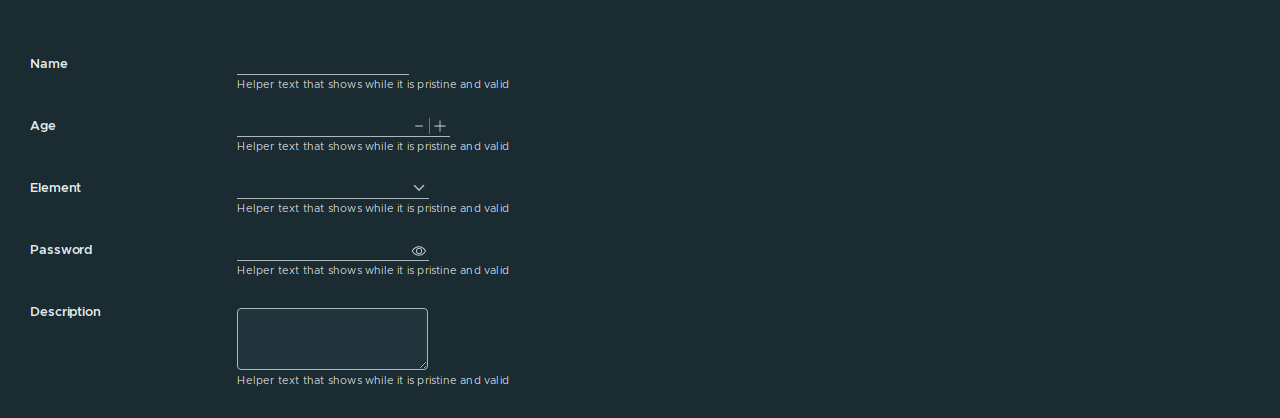 Name
Helper text that shows while it is pristine and valid
Age
Helper text that shows while it is pristine and valid
Element
Helper text that shows while it is pristine and valid
Password
Helper text that shows while it is pristine and valid
Description
Helper text that shows while it is pristine and valid